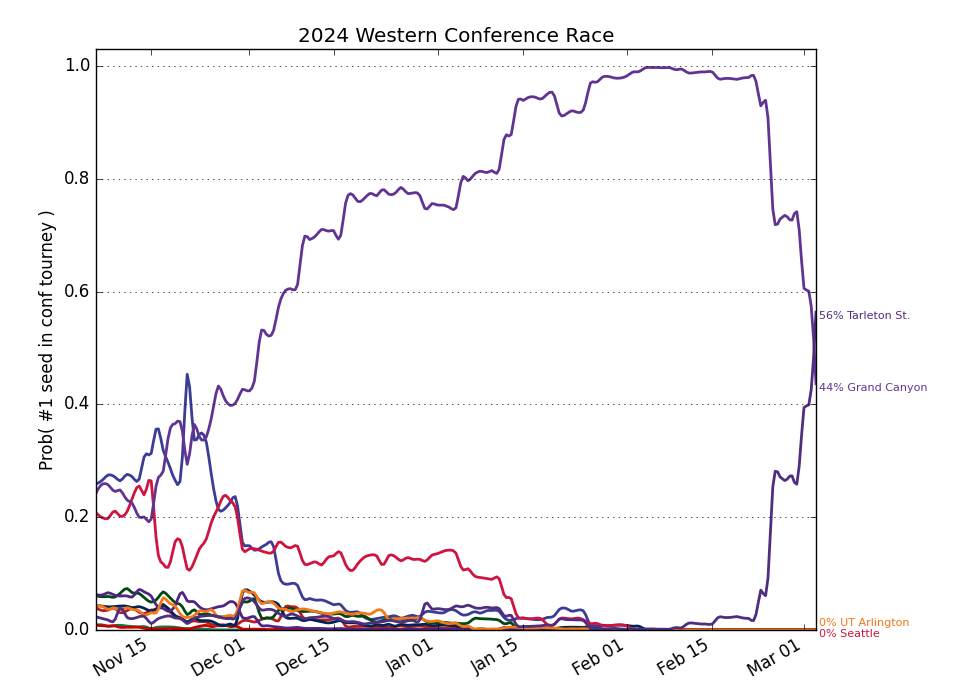 2024 Western Conference Race
Prob( #1 seed in conf tourney )
1.0
0.8
0.6
0.4
0.2
0.0
Nov 15
Dec 01
Dec 15
Jan 01
Jan 15
Feb 01
Feb 15
Mar 01
56% Tarleton St.
44% Grand Canyon
0% UT Arlington
0% Seattle